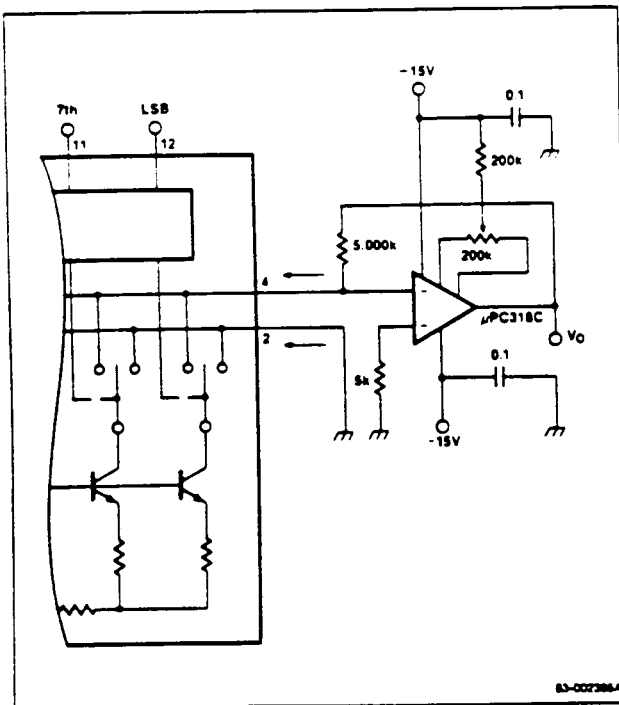 -15V
0.1
7th
LSB
11
12
200k
5.000k
200k
4
-
-
μPC318C
2
VO
5k
0.1
-15V
83-002386A